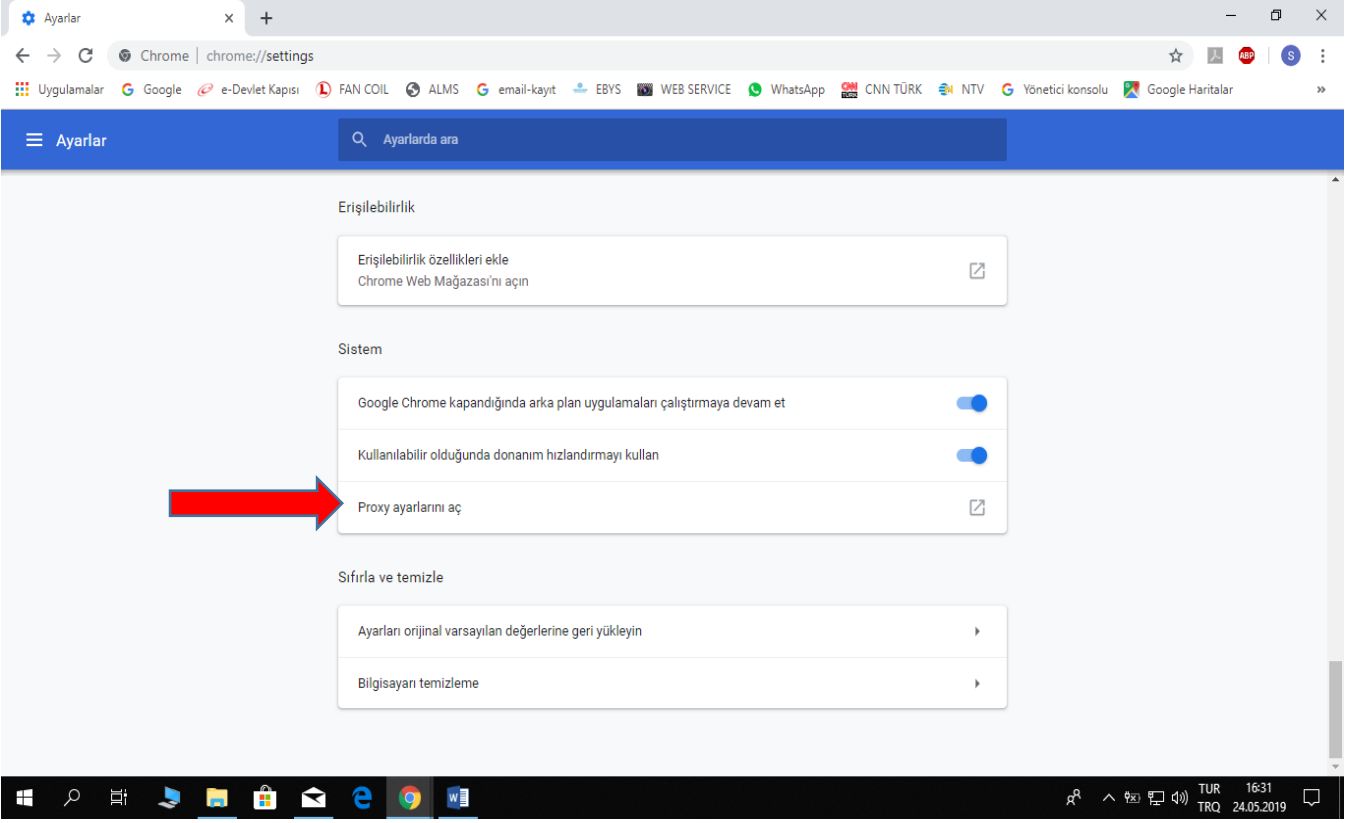 Ayarlar
Chrome | chrome://settings
ABP
S
Uygulamalar Google e-Devlet Kapısı FAN COIL ALMS email-kayıt EBYS WEB SERVICE WhatsApp CNN TÜRK NTV Yönetici konsolu Google Haritalar »
Ayarlar
Ayarlarda ara
Erişilebilirlik
Erişilebilirlik özellikleri ekle
Chrome Web Mağazası'nı açın
Sistem
Google Chrome kapandığında arka plan uygulamaları çalıştırmaya devam et
Kullanılabilir olduğunda donanım hızlandırmayı kullan
Proxy ayarlarını aç
Sıfırla ve temizle
Ayarları orijinal varsayılan değerlerine geri yükleyin
Bilgisayarı temizleme
TUR 16:31
TRQ 24.05.2019